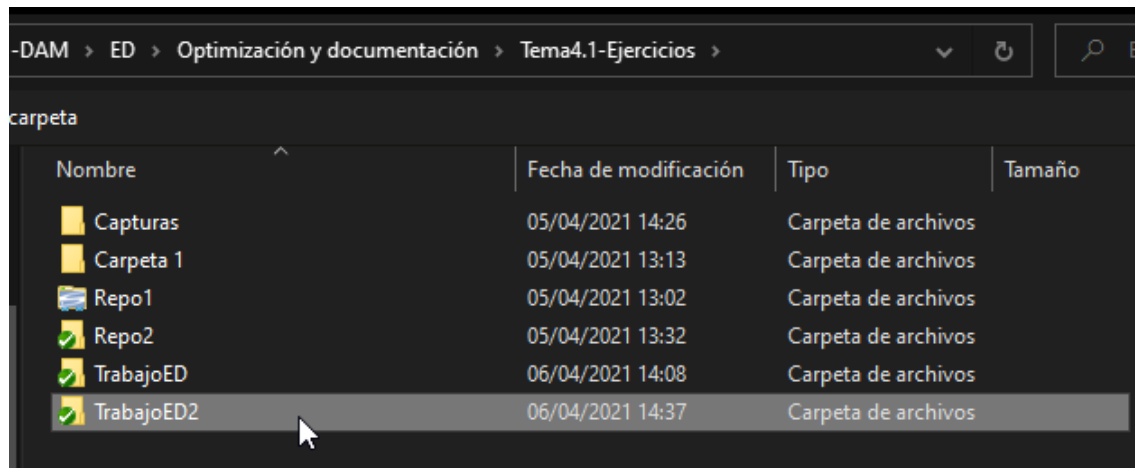 -DAM > ED > Optimización y documentación > Tema4.1-Ejercicios >
carpeta
Nombre Fecha de modificación Tipo Tamaño
Capturas 05/04/2021 14:26 Carpeta de archivos
Carpeta 1 05/04/2021 13:13 Carpeta de archivos
Repo1 05/04/2021 13:02 Carpeta de archivos
Repo2 05/04/2021 13:32 Carpeta de archivos
TrabajoED 06/04/2021 14:08 Carpeta de archivos
TrabajoED2 06/04/2021 14:37 Carpeta de archivos